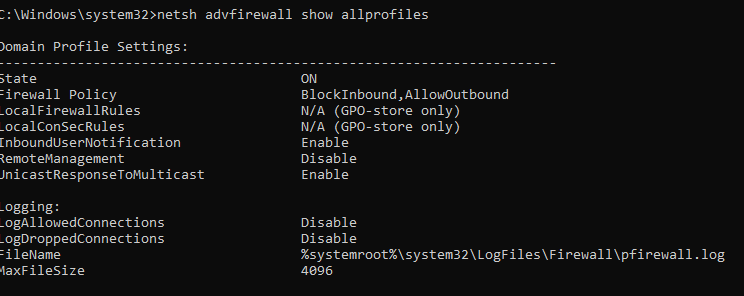 C:\Windows\system32>netsh advfirewall show allprofiles
Domain Profile Settings:
----------------------------------------------------------------------
State ON
Firewall Policy BlockInbound,AllowOutbound
LocalFirewallRules N/A (GPO-store only)
LocalConSecRules N/A (GPO-store only)
InboundUserNotification Enable
RemoteManagement Disable
UnicastResponseToMulticast Enable
Logging:
LogAllowedConnections Disable
LogDroppedConnections Disable
FileName %systemroot%\system32\LogFiles\Firewall\pfirewall.log
MaxFileSize 4096